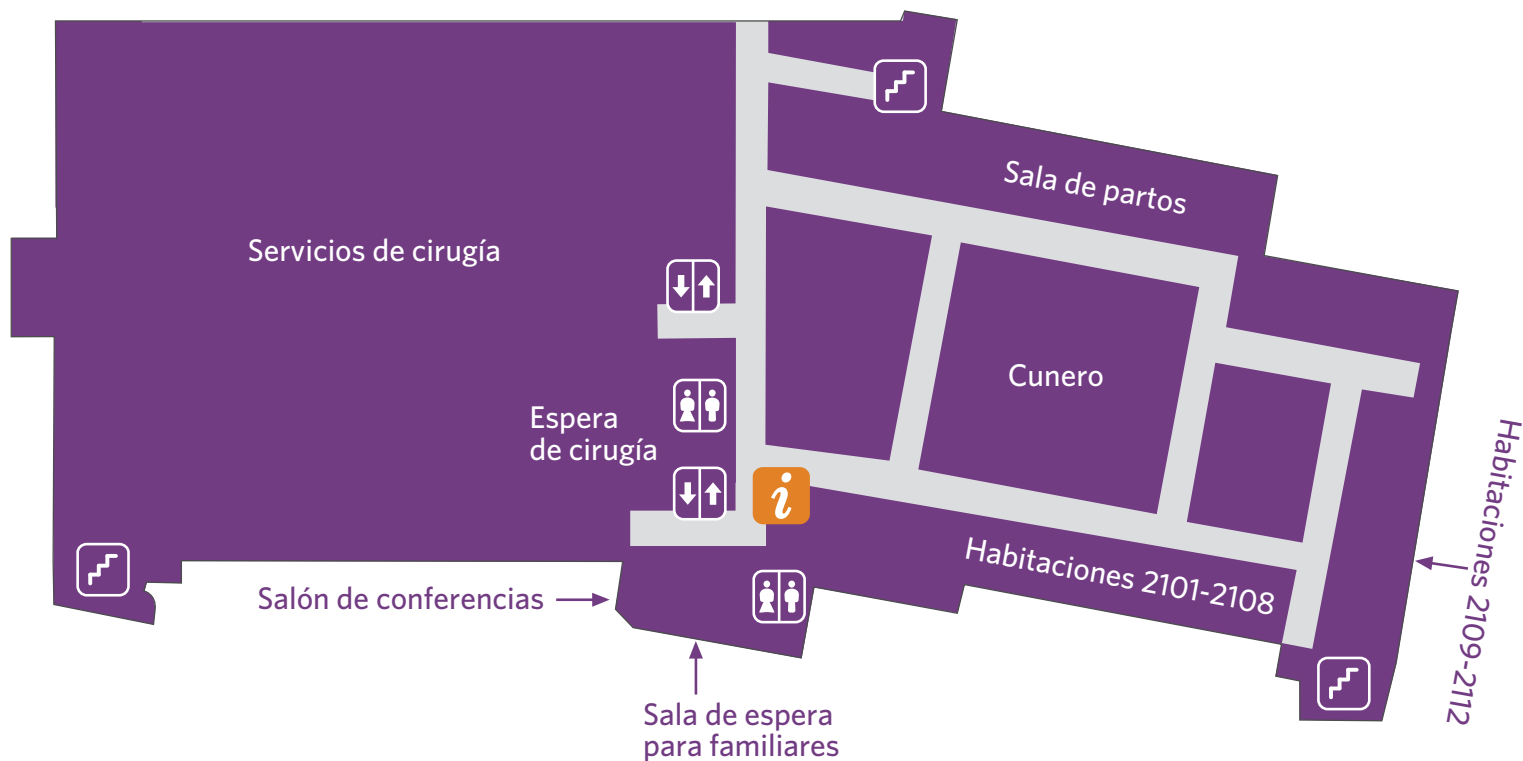 Sala de partos
Servicios de cirugía
Cunero
Espera
de cirugía
i
Habitaciones 2101-2108
Habitaciones 2109-2112
Salón de conferencias
Sala de espera
para familiares